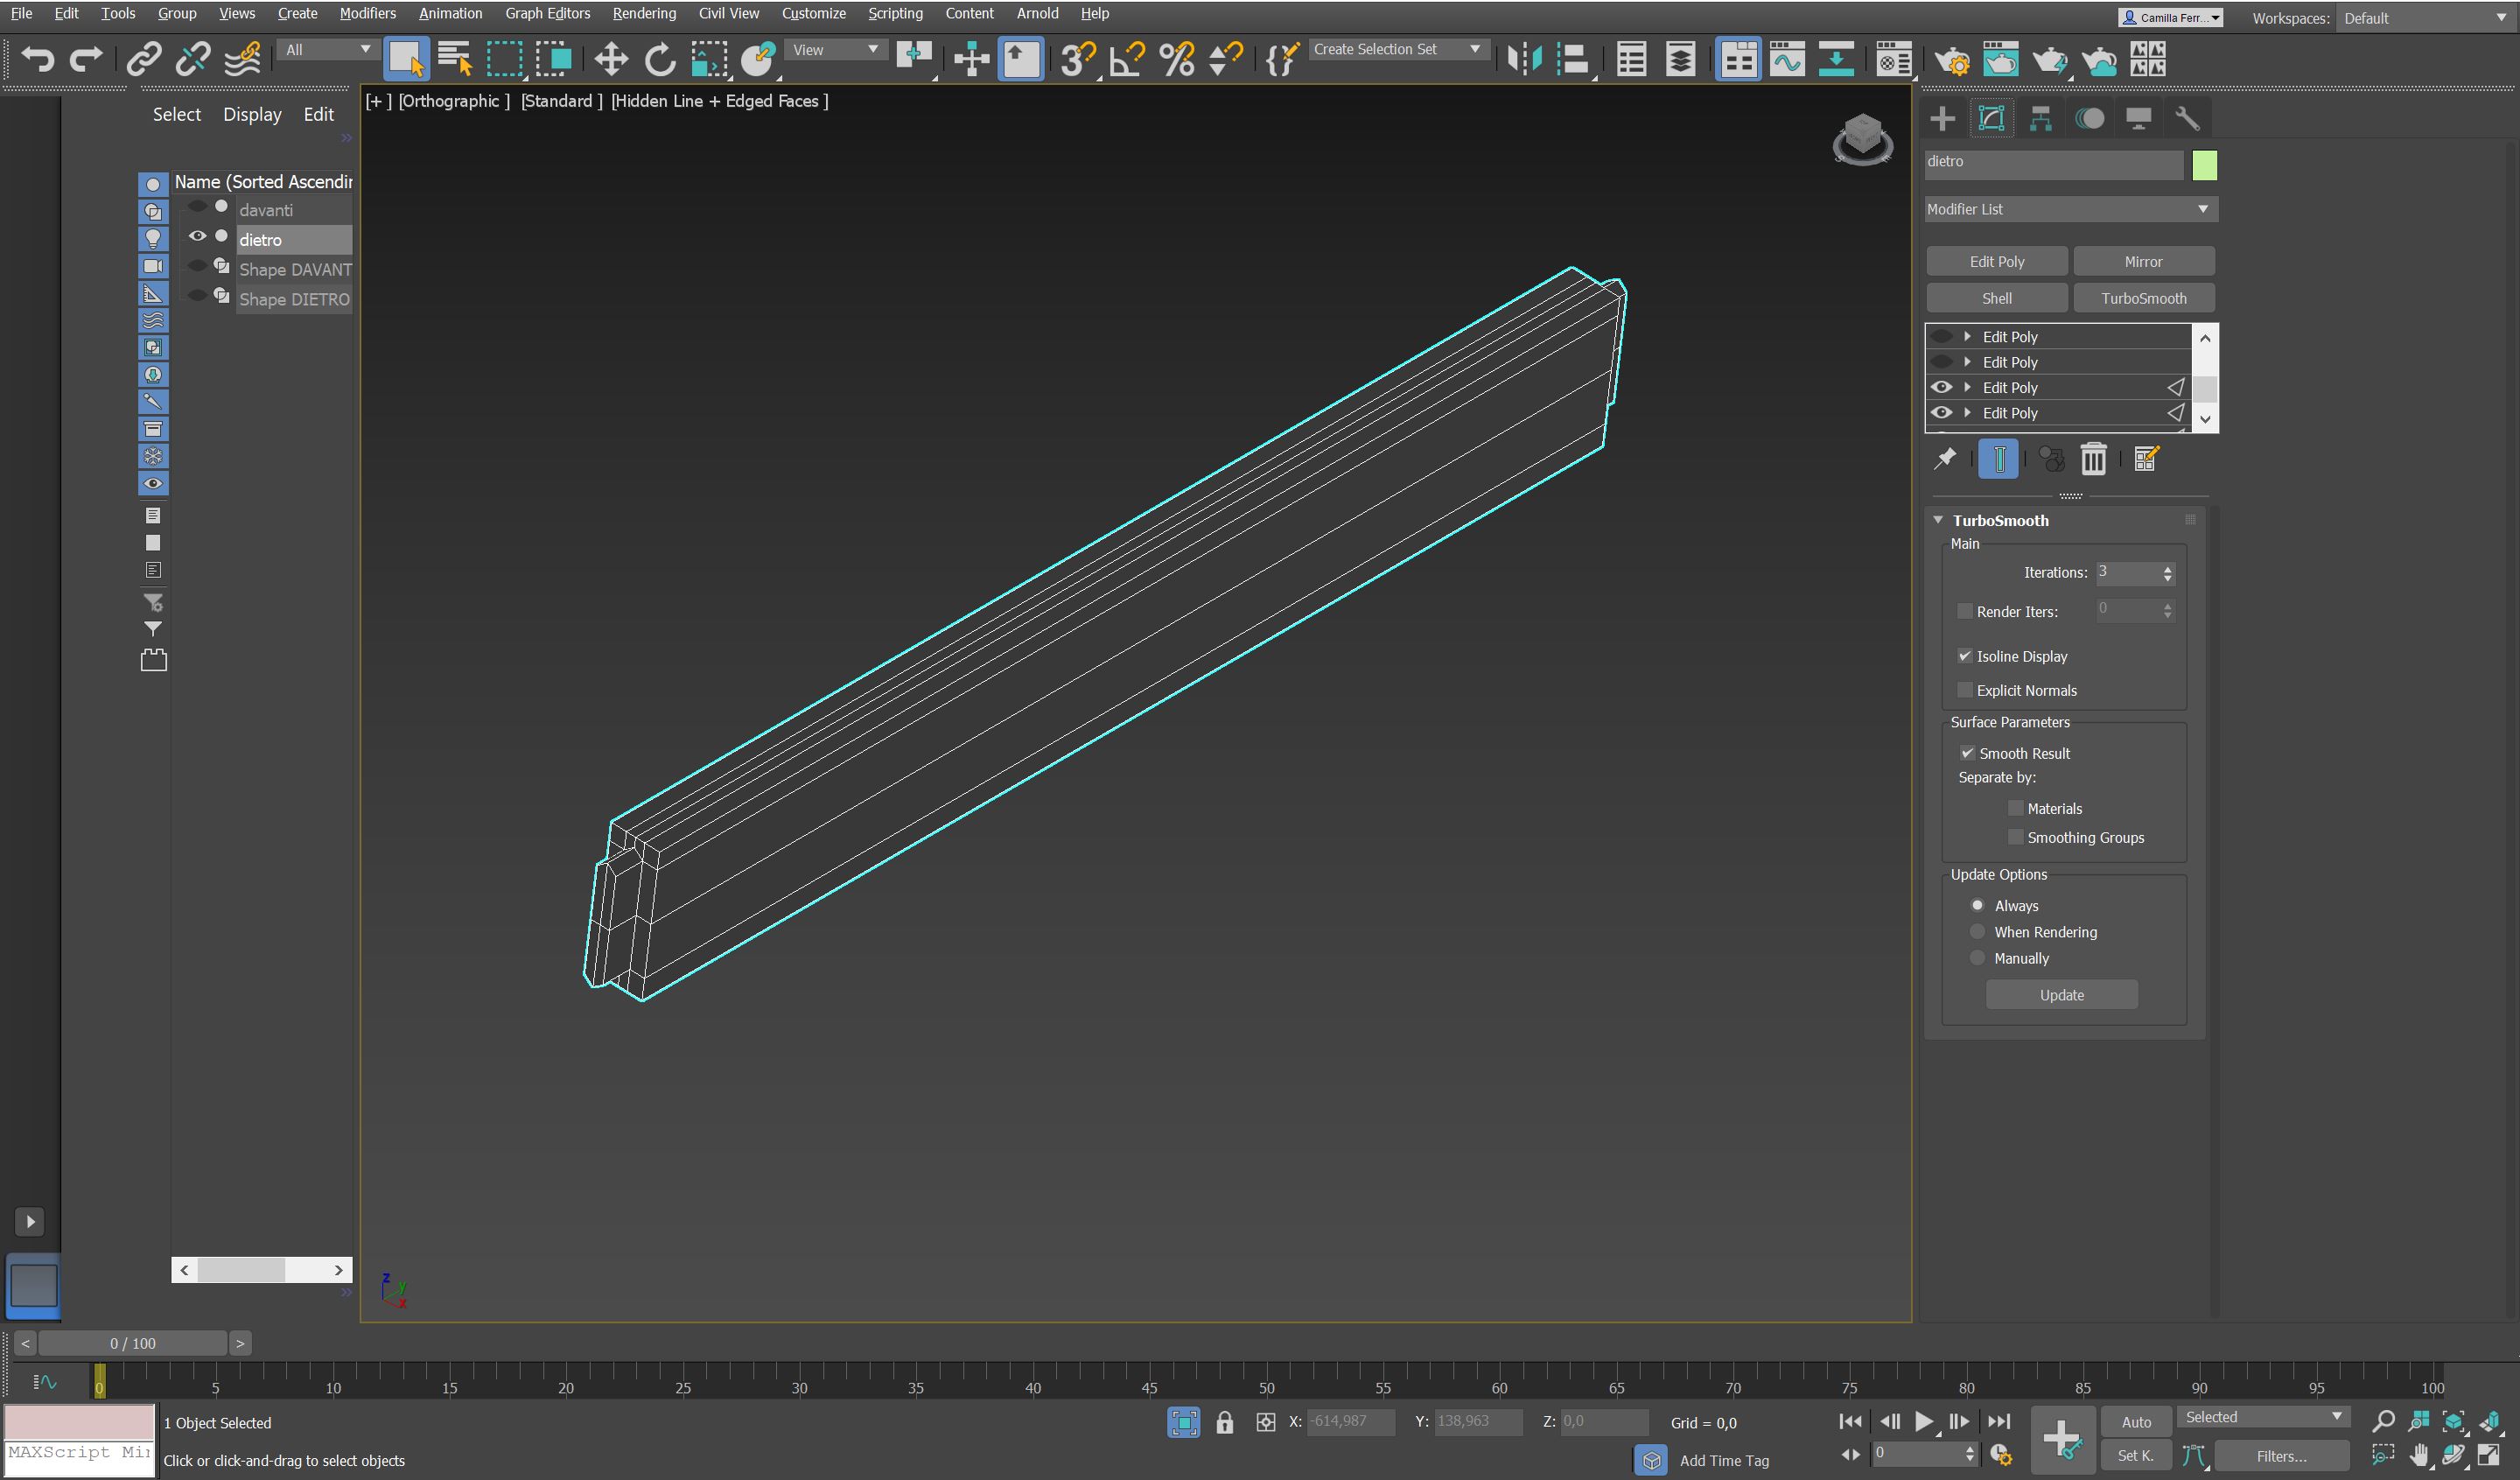 File Edit Tools Group Views Create Modifiers Animation Graph Editors Rendering Civil View Customize Scripting Content Arnold Help
Camilla Ferr... Workspaces: Default
All View Create Selection Set
[+ ] [Orthographic ] [Standard ] [Hidden Line + Edged Faces ]
Select Display Edit
Name (Sorted Ascendin
davanti
dietro
Shape DAVANT
Shape DIETRO
dietro
Modifier List
Edit Poly Mirror
Shell TurboSmooth
Edit Poly
Edit Poly
Edit Poly
Edit Poly
TurboSmooth
Main
Iterations: 3
Render Iters: 0
Isoline Display
Explicit Normals
Surface Parameters
Smooth Result
Separate by:
Materials
Smoothing Groups
Update Options
Always
When Rendering
Manually
Update
z
y
x
< 0 / 100 >
0 5 10 15 20 25 30 35 40 45 50 55 60 65 70 75 80 85 90 95 100
1 Object Selected X: -614,987 Y: 138,963 Z: 0,0 Grid = 0,0 Auto Selected
MAXScript Mi
Click or click-and-drag to select objects Add Time Tag 0 Set K. Filters...